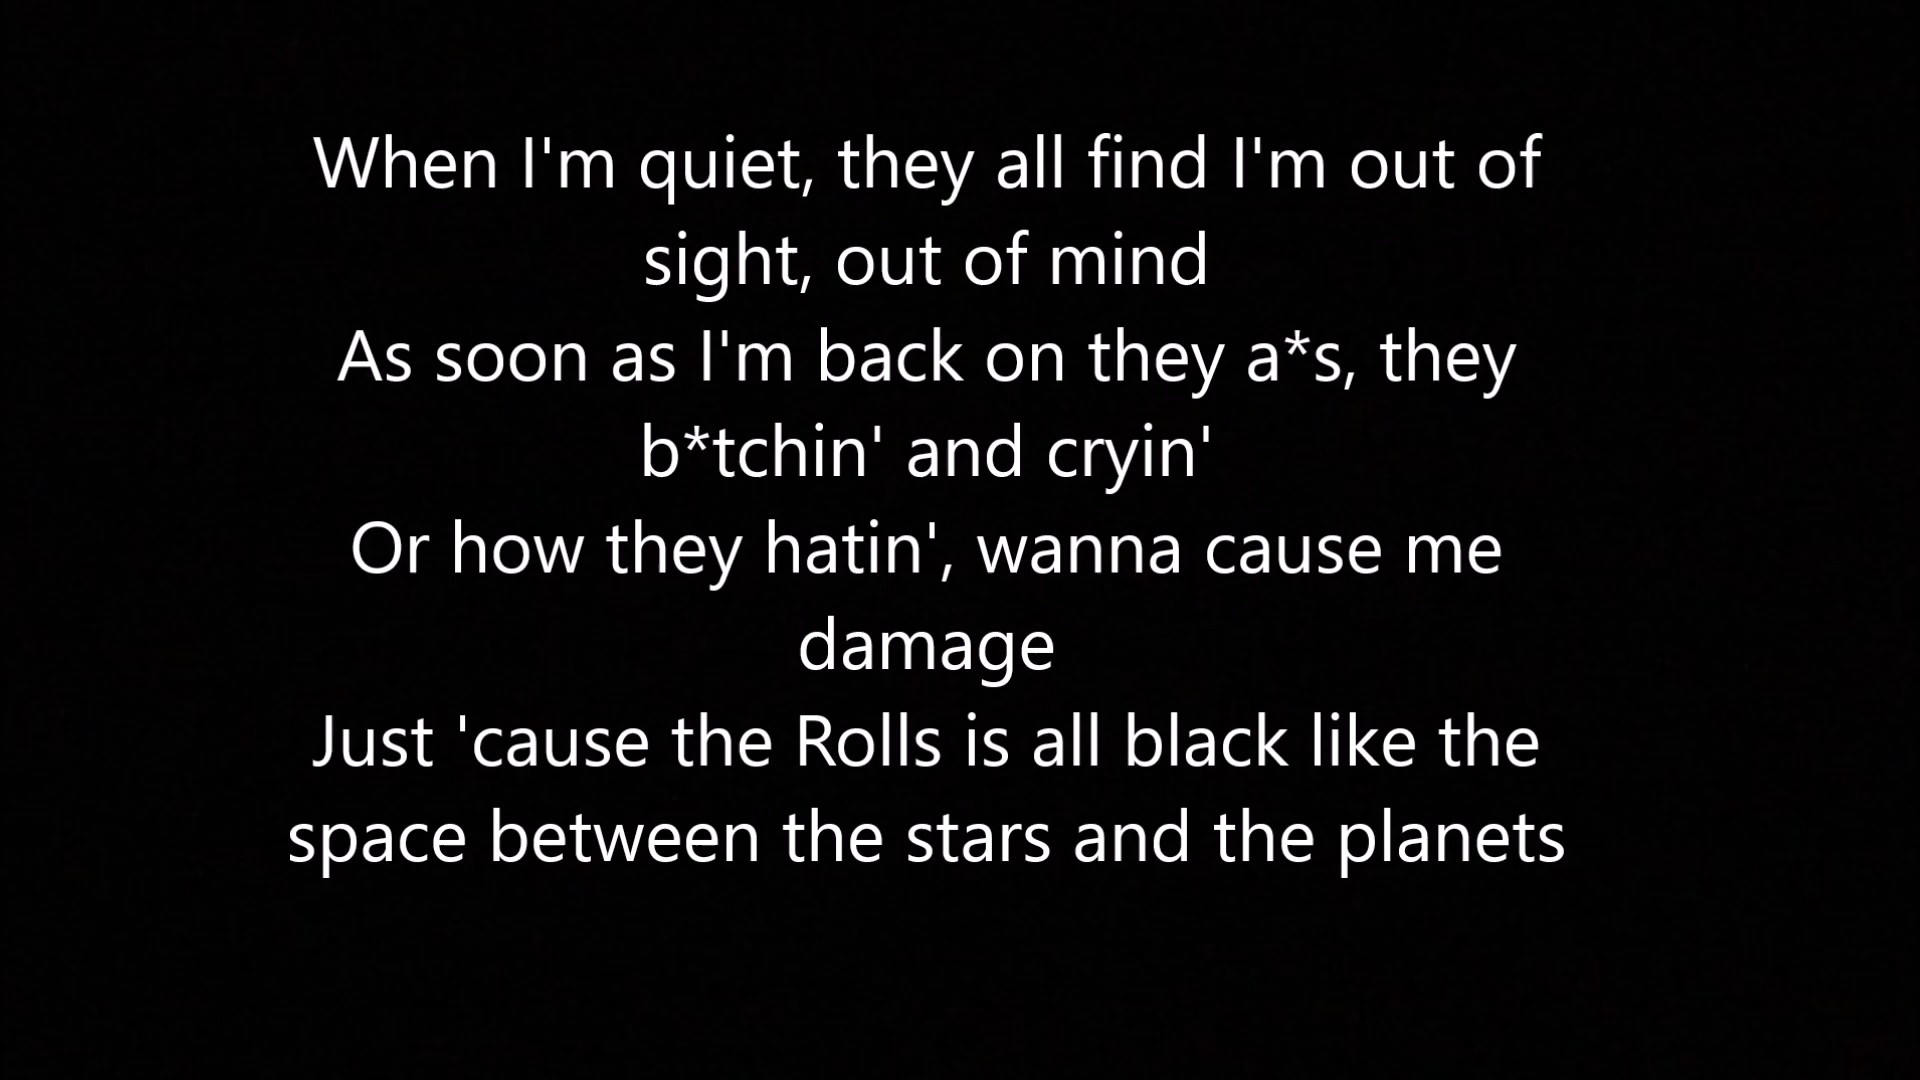 When I'm quiet, they all find I'm out of
sight, out of mind
As soon as I'm back on they a*s, they
b*tchin' and cryin'
Or how they hatin', wanna cause me
damage
Just 'cause the Rolls is all black like the
space between the stars and the planets